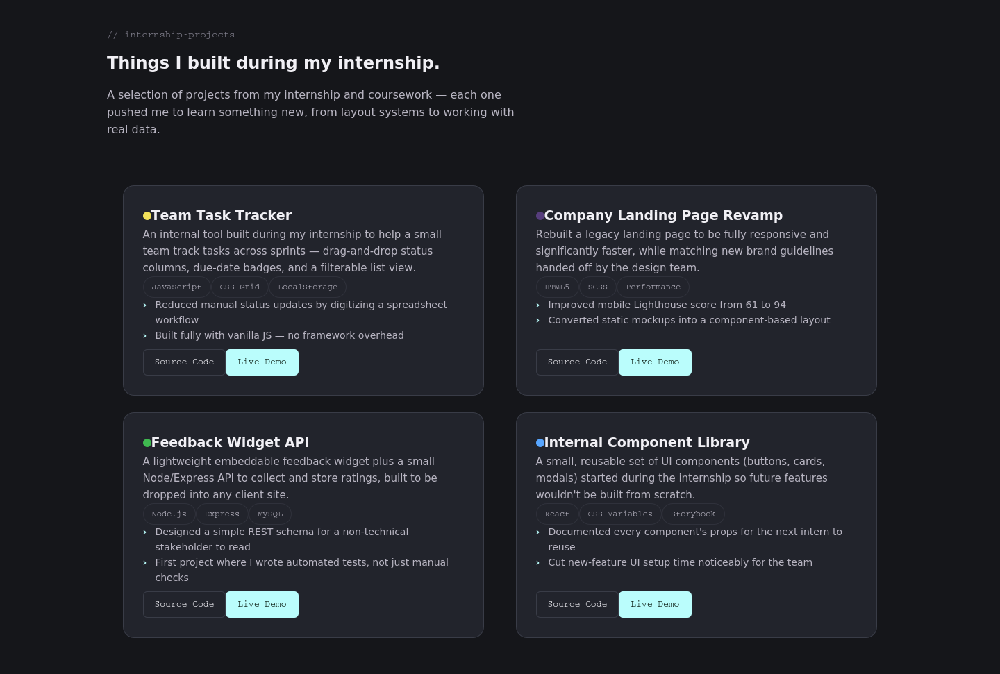 // internship-projects
Things I built during my internship.
A selection of projects from my internship and coursework — each one
pushed me to learn something new, from layout systems to working with
real data.
Team Task Tracker
An internal tool built during my internship to help a small
team track tasks across sprints — drag-and-drop status
columns, due-date badges, and a filterable list view.
JavaScript CSS Grid LocalStorage
› Reduced manual status updates by digitizing a spreadsheet
workflow
› Built fully with vanilla JS — no framework overhead
Source Code Live Demo
Company Landing Page Revamp
Rebuilt a legacy landing page to be fully responsive and
significantly faster, while matching new brand guidelines
handed off by the design team.
HTML5 SCSS Performance
› Improved mobile Lighthouse score from 61 to 94
› Converted static mockups into a component-based layout
Source Code Live Demo
Feedback Widget API
A lightweight embeddable feedback widget plus a small
Node/Express API to collect and store ratings, built to be
dropped into any client site.
Node.js Express MySQL
› Designed a simple REST schema for a non-technical
stakeholder to read
› First project where I wrote automated tests, not just manual
checks
Source Code Live Demo
Internal Component Library
A small, reusable set of UI components (buttons, cards,
modals) started during the internship so future features
wouldn't be built from scratch.
React CSS Variables Storybook
› Documented every component's props for the next intern to
reuse
› Cut new-feature UI setup time noticeably for the team
Source Code Live Demo